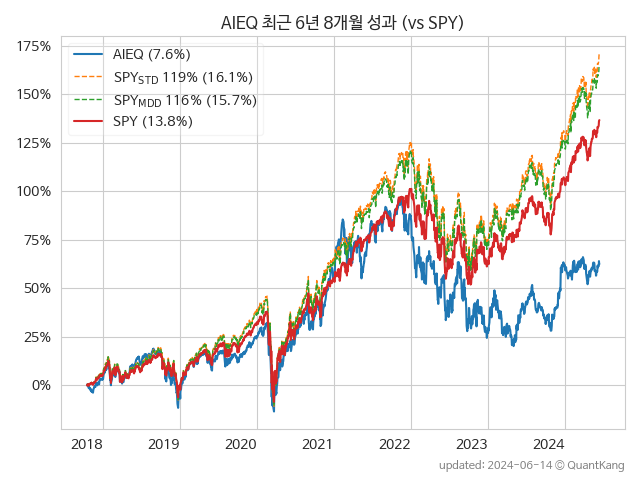 AIEQ 최근 6년 8개월 성과 (vs SPY)
175%
150%
125%
100%
75%
50%
25%
0%
AIEQ (7.6%)
SPY_STD 119% (16.1%)
SPY_MDD 116% (15.7%)
SPY (13.8%)
2018 2019 2020 2021 2022 2023 2024
updated: 2024-06-14 ⓒ QuantKang